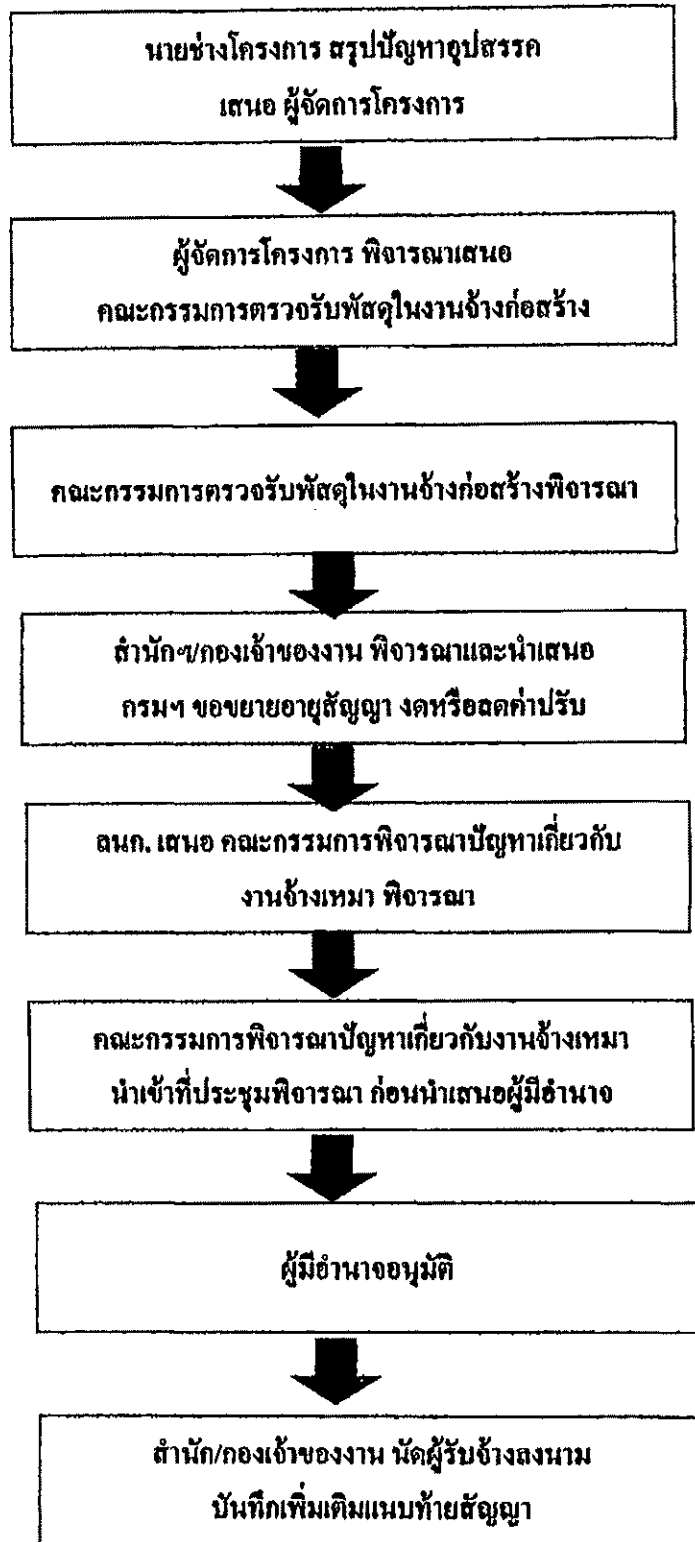 นายช่างโครงการ สรุปปัญหาอุปสรรค
เสนอ ผู้จัดการโครงการ
ผู้จัดการโครงการ พิจารณาเสนอ
คณะกรรมการตรวจรับพัสดุในงานจ้างก่อสร้าง
คณะกรรมการตรวจรับพัสดุในงานจ้างก่อสร้างพิจารณา
สำนักฯ/กองเจ้าของงาน พิจารณาและนำเสนอ
กรมฯ ขอขยายอายุสัญญา งดหรือลดค่าปรับ
ลนก. เสนอ คณะกรรมการพิจารณาปัญหาเกี่ยวกับ
งานจ้างเหมา พิจารณา
คณะกรรมการพิจารณาปัญหาเกี่ยวกับงานจ้างเหมา
นำเข้าที่ประชุมพิจารณา ก่อนนำเสนอผู้มีอำนาจ
ผู้มีอำนาจอนุมัติ
สำนัก/กองเจ้าของงาน นัดผู้รับจ้างลงนาม
บันทึกเพิ่มเติมแนบท้ายสัญญา